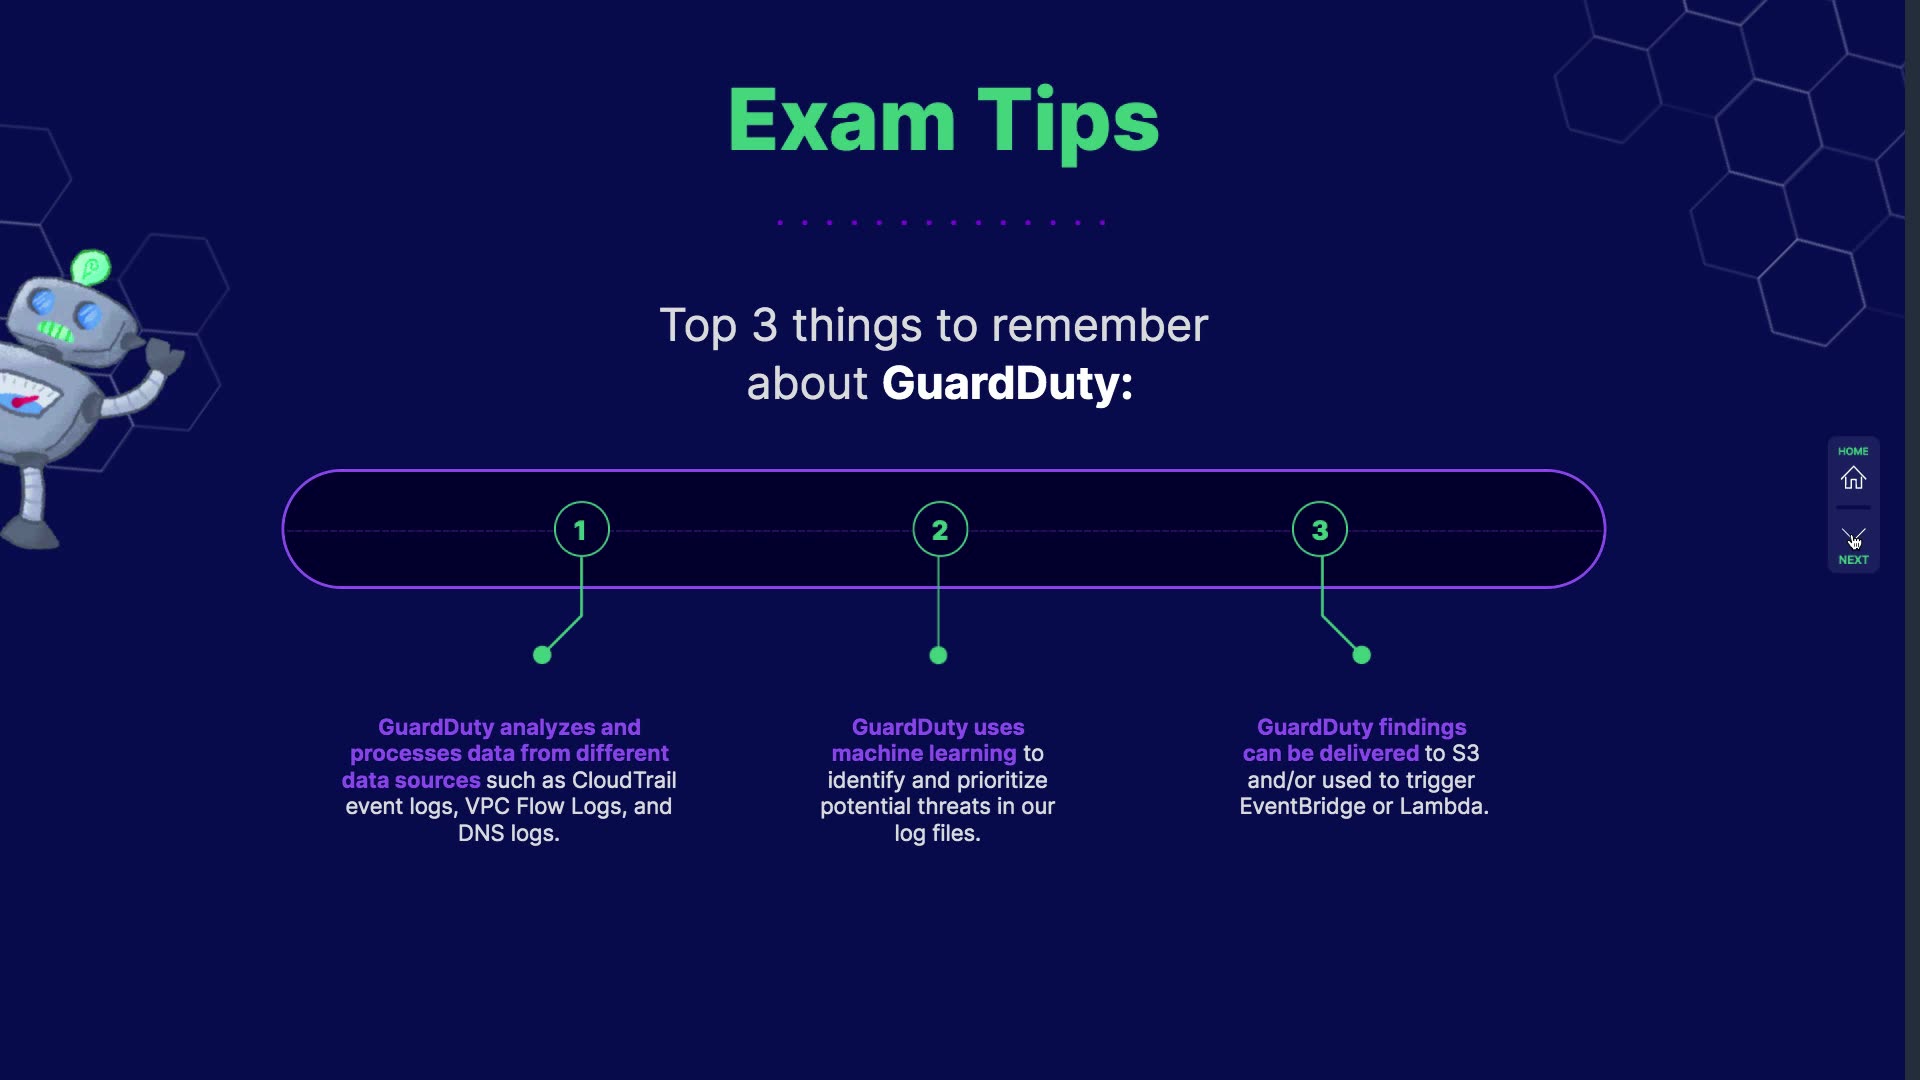 Exam Tips
Top 3 things to remember
about GuardDuty:
HOME
NEXT
1
2
3
GuardDuty analyzes and
processes data from different
data sources such as CloudTrail
event logs, VPC Flow Logs, and
DNS logs.
GuardDuty uses
machine learning to
identify and prioritize
potential threats in our
log files.
GuardDuty findings
can be delivered to S3
and/or used to trigger
EventBridge or Lambda.